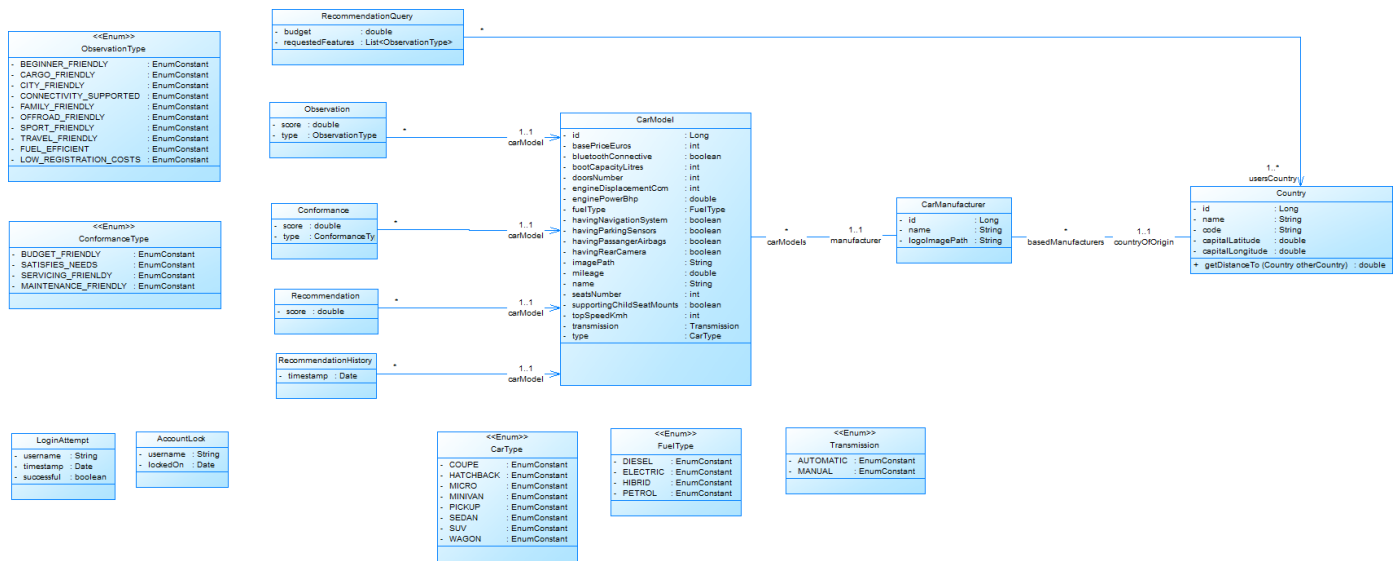 RecommendationQuery
- budget : double
- requestedFeatures : List<ObservationType>
*
<<Enum>>
ObservationType
- BEGINNER_FRIENDLY : EnumConstant
- CARGO_FRIENDLY : EnumConstant
- CITY_FRIENDLY : EnumConstant
- CONNECTIVITY_SUPPORTED : EnumConstant
- FAMILY_FRIENDLY : EnumConstant
- OFFROAD_FRIENDLY : EnumConstant
- SPORT_FRIENDLY : EnumConstant
- TRAVEL_FRIENDLY : EnumConstant
- FUEL_EFFICIENT : EnumConstant
- LOW_REGISTRATION_COSTS : EnumConstant
Observation
- score : double
- type : ObservationType
*
1..1
carModel
CarModel
- id : Long
- basePriceEuros : int
- bluetoothConnective : boolean
- bootCapacityLitres : int
- doorsNumber : int
- engineDisplacementCcm : int
- enginePowerBhp : double
- fuelType : FuelType
- havingNavigationSystem : boolean
- havingParkingSensors : boolean
- havingPassangerAirbags : boolean
- havingRearCamera : boolean
- imagePath : String
- mileage : double
- name : String
- seatsNumber : int
- supportingChildSeatMounts : boolean
- topSpeedKmh : int
- transmission : Transmission
- type : CarType
*
carModels
1..1
manufacturer
CarManufacturer
- id : Long
- name : String
- logoImagePath : String
*
basedManufacturers
1..1
countryOfOrigin
1..*
usersCountry
Country
- id : Long
- name : String
- code : String
- capitalLatitude : double
- capitalLongitude : double
+ getDistanceTo (Country otherCountry) : double
<<Enum>>
ConformanceType
- BUDGET_FRIENDLY : EnumConstant
- SATISFIES_NEEDS : EnumConstant
- SERVICING_FRIENLDY : EnumConstant
- MAINTENANCE_FRIENDLY : EnumConstant
Conformance
- score : double
- type : ConformanceTy
*
1..1
carModel
Recommendation
- score : double
*
1..1
carModel
RecommendationHistory
- timestamp : Date
*
1..1
carModel
LoginAttempt
- username : String
- timestamp : Date
- successful : boolean
AccountLock
- username : String
- lockedOn : Date
<<Enum>>
CarType
- COUPE : EnumConstant
- HATCHBACK : EnumConstant
- MICRO : EnumConstant
- MINIVAN : EnumConstant
- PICKUP : EnumConstant
- SEDAN : EnumConstant
- SUV : EnumConstant
- WAGON : EnumConstant
<<Enum>>
FuelType
- DIESEL : EnumConstant
- ELECTRIC : EnumConstant
- HIBRID : EnumConstant
- PETROL : EnumConstant
<<Enum>>
Transmission
- AUTOMATIC : EnumConstant
- MANUAL : EnumConstant